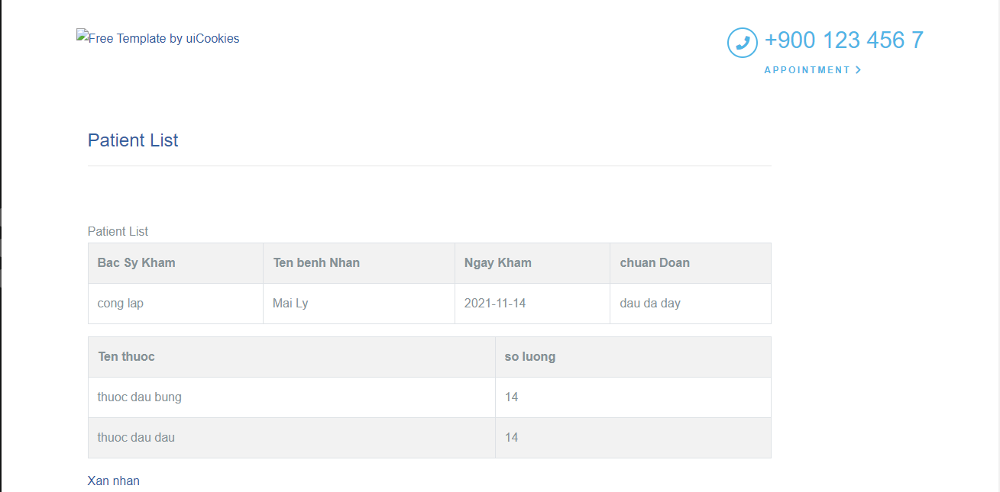 Free Template by uiCookies
+900 123 456 7
APPOINTMENT
Patient List
Patient List
Bac Sy Kham Ten benh Nhan Ngay Kham chuan Doan
cong lap Mai Ly 2021-11-14 dau da day
Ten thuoc so luong
thuoc dau bung 14
thuoc dau dau 14
Xan nhan